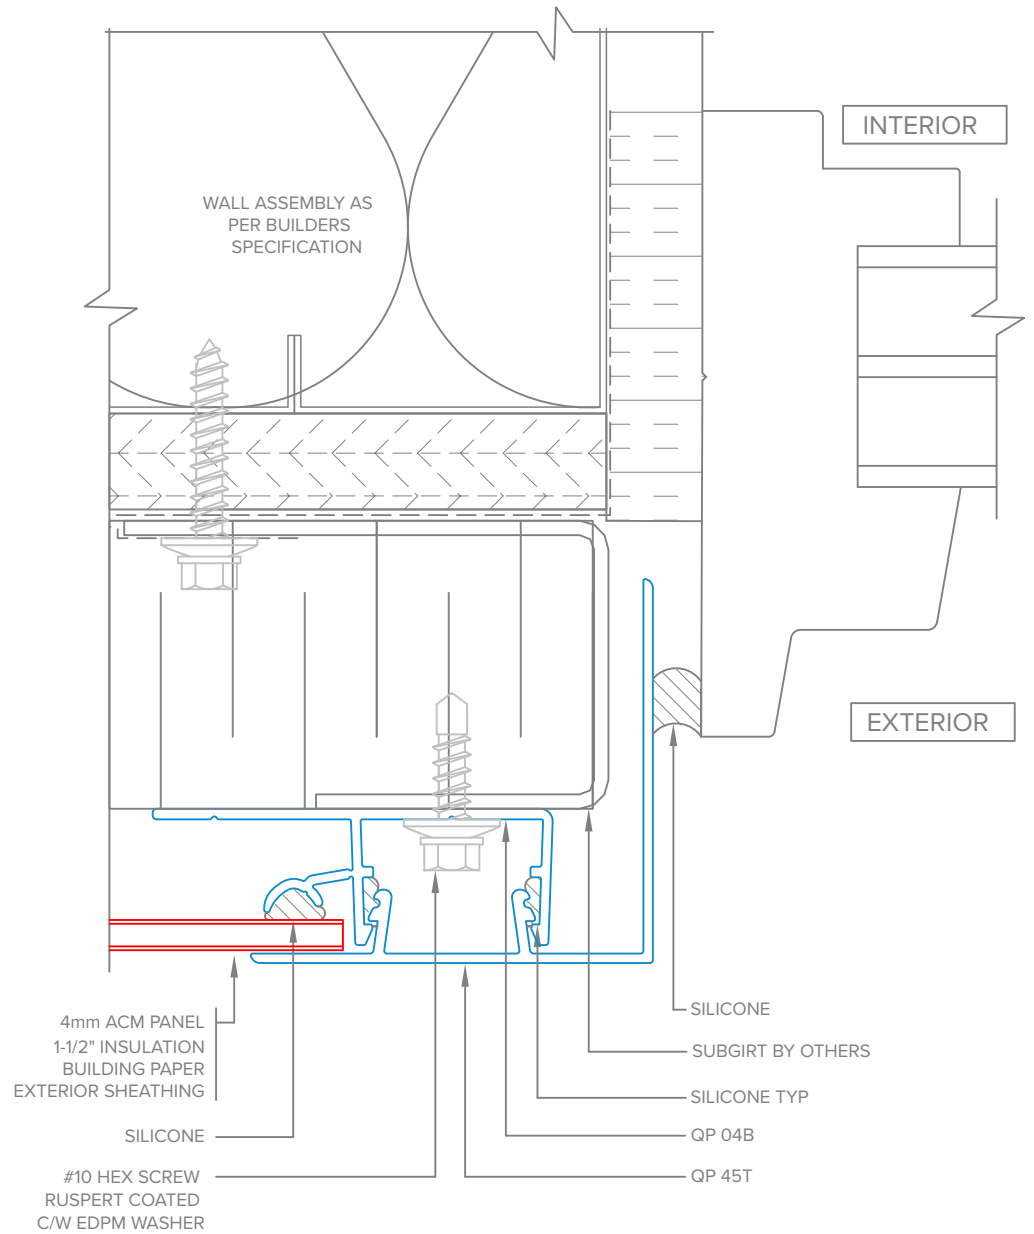 INTERIOR
WALL ASSEMBLY AS
PER BUILDERS
SPECIFICATION
EXTERIOR
4mm ACM PANEL
1-1/2" INSULATION
BUILDING PAPER
EXTERIOR SHEATHING
SILICONE
#10 HEX SCREW
RUSPERT COATED
C/W EDPM WASHER
SILICONE
SUBGIRT BY OTHERS
SILICONE TYP
QP 04B
QP 45T